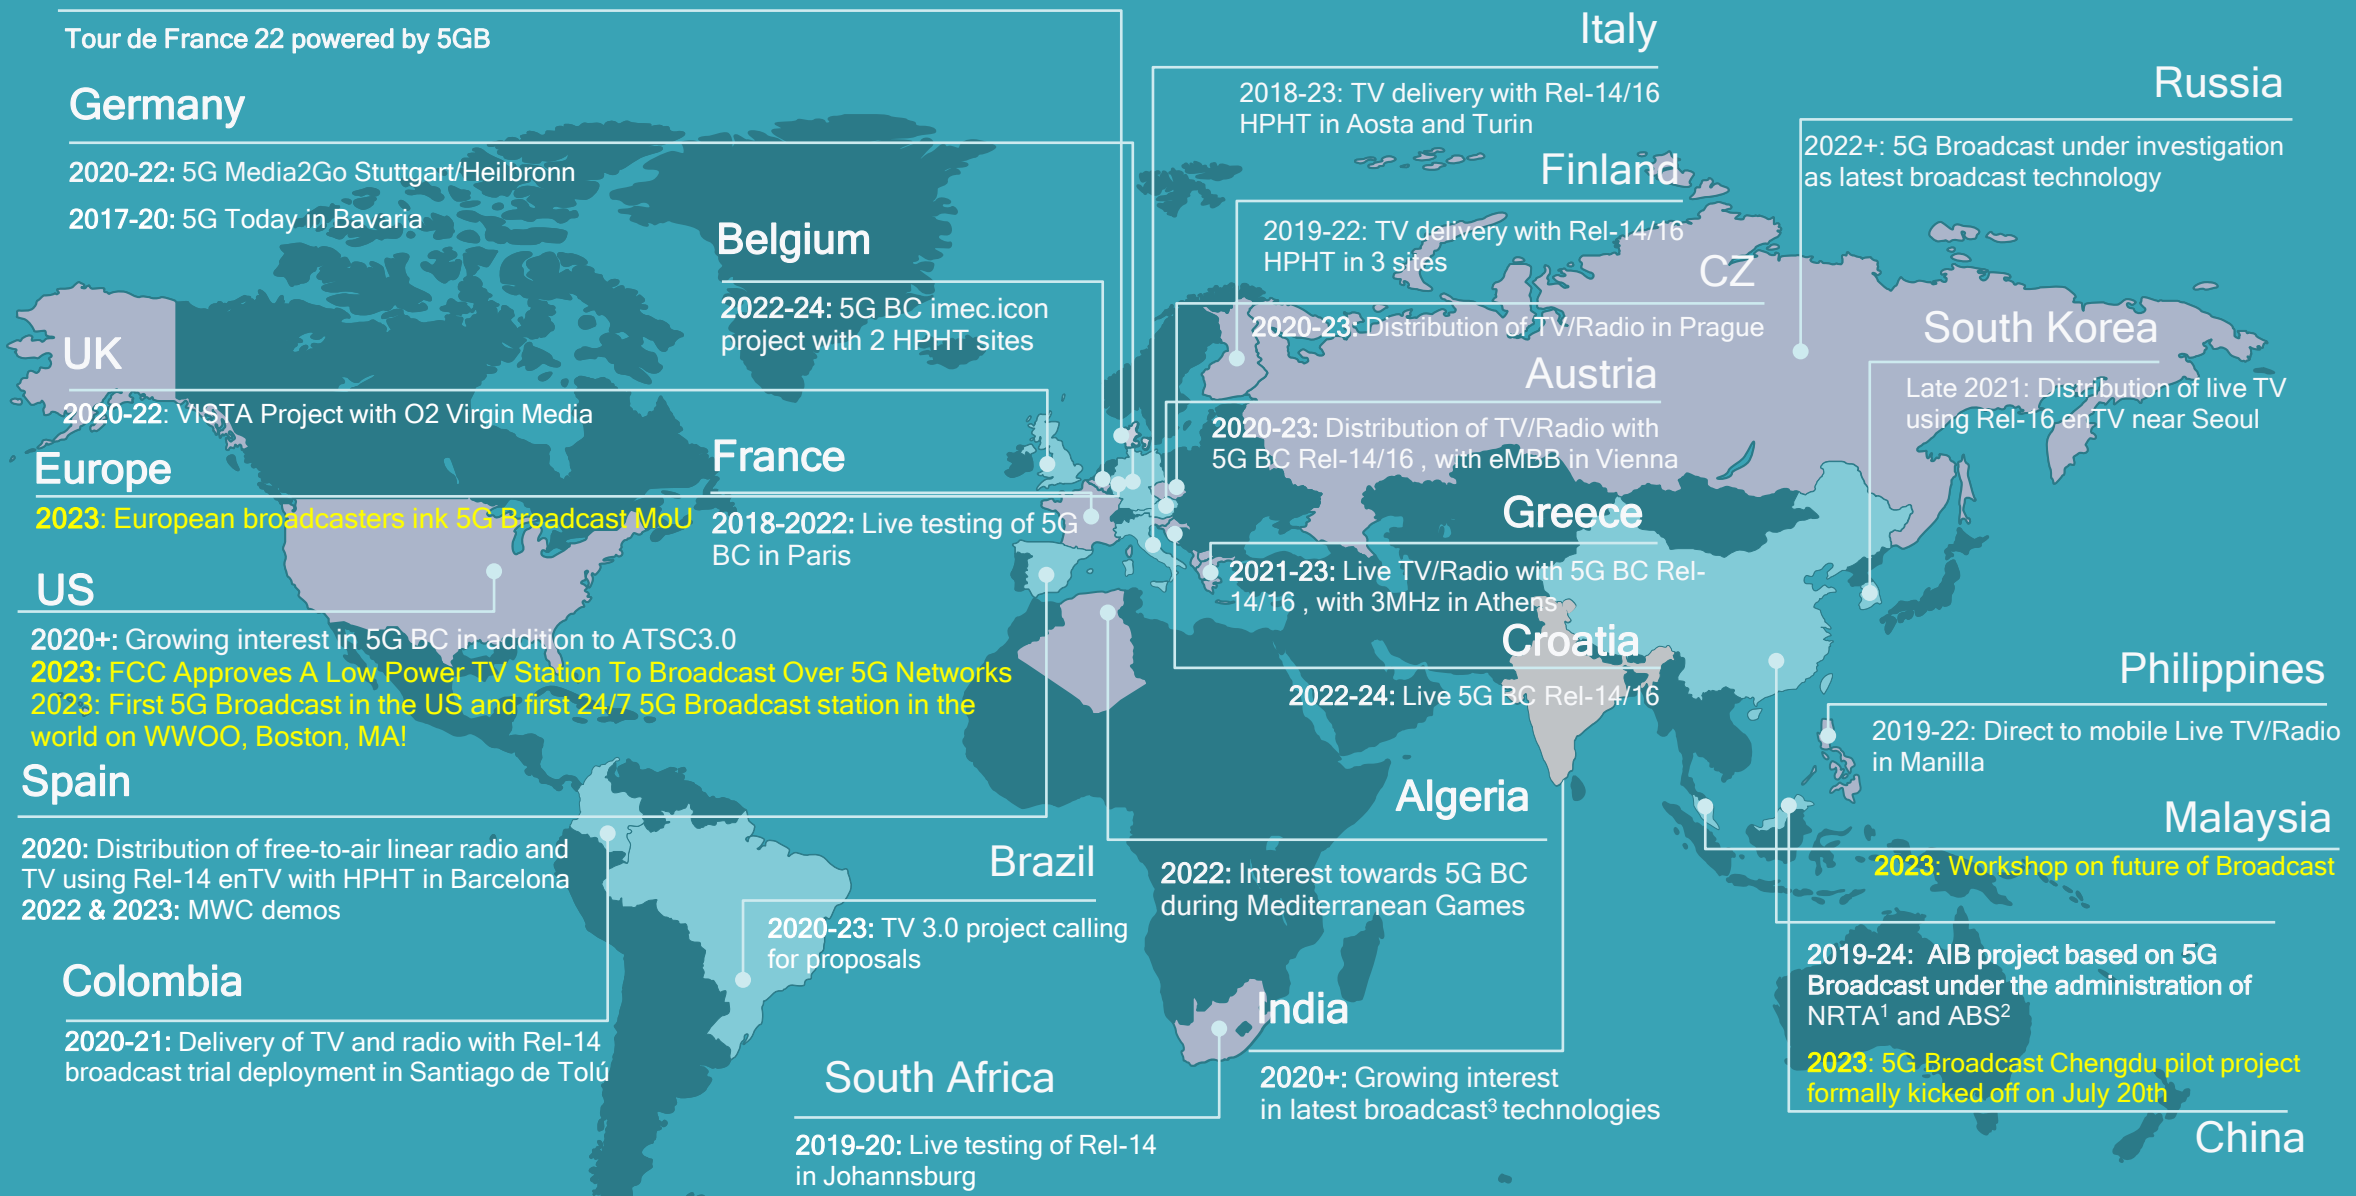 Tour de France 22 powered by 5GB
Germany
2020-22: 5G Media2Go Stuttgart/Heilbronn
2017-20: 5G Today in Bavaria
Belgium
2022-24: 5G BC imec.icon
project with 2 HPHT sites
UK
2020-22: VISTA Project with O2 Virgin Media
Europe
2023: European broadcasters ink 5G Broadcast MoU
France
2018-2022: Live testing of 5G
BC in Paris
US
2020+: Growing interest in 5G BC in addition to ATSC3.0
2023: FCC Approves A Low Power TV Station To Broadcast Over 5G Networks
2023: First 5G Broadcast in the US and first 24/7 5G Broadcast station in the
world on WWOO, Boston, MA!
Spain
2020: Distribution of free-to-air linear radio and
TV using Rel-14 enTV with HPHT in Barcelona
2022 & 2023: MWC demos
Colombia
2020-21: Delivery of TV and radio with Rel-14
broadcast trial deployment in Santiago de Tolú
Brazil
2020-23: TV 3.0 project calling
for proposals
South Africa
2019-20: Live testing of Rel-14
in Johannsburg
Italy
2018-23: TV delivery with Rel-14/16
HPHT in Aosta and Turin
Finland
2019-22: TV delivery with Rel-14/16
HPHT in 3 sites
CZ
2020-23: Distribution of TV/Radio in Prague
Austria
2020-23: Distribution of TV/Radio with
5G BC Rel-14/16 , with eMBB in Vienna
Greece
2021-23: Live TV/Radio with 5G BC Rel-
14/16 , with 3MHz in Athens
Croatia
2022-24: Live 5G BC Rel-14/16
Algeria
2022: Interest towards 5G BC
during Mediterranean Games
India
2020+: Growing interest
in latest broadcast³ technologies
Russia
2022+: 5G Broadcast under investigation
as latest broadcast technology
South Korea
Late 2021: Distribution of live TV
using Rel-16 enTV near Seoul
Philippines
2019-22: Direct to mobile Live TV/Radio
in Manilla
Malaysia
2023: Workshop on future of Broadcast
2019-24: AIB project based on 5G
Broadcast under the administration of
NRTA¹ and ABS²
2023: 5G Broadcast Chengdu pilot project
formally kicked off on July 20th
China